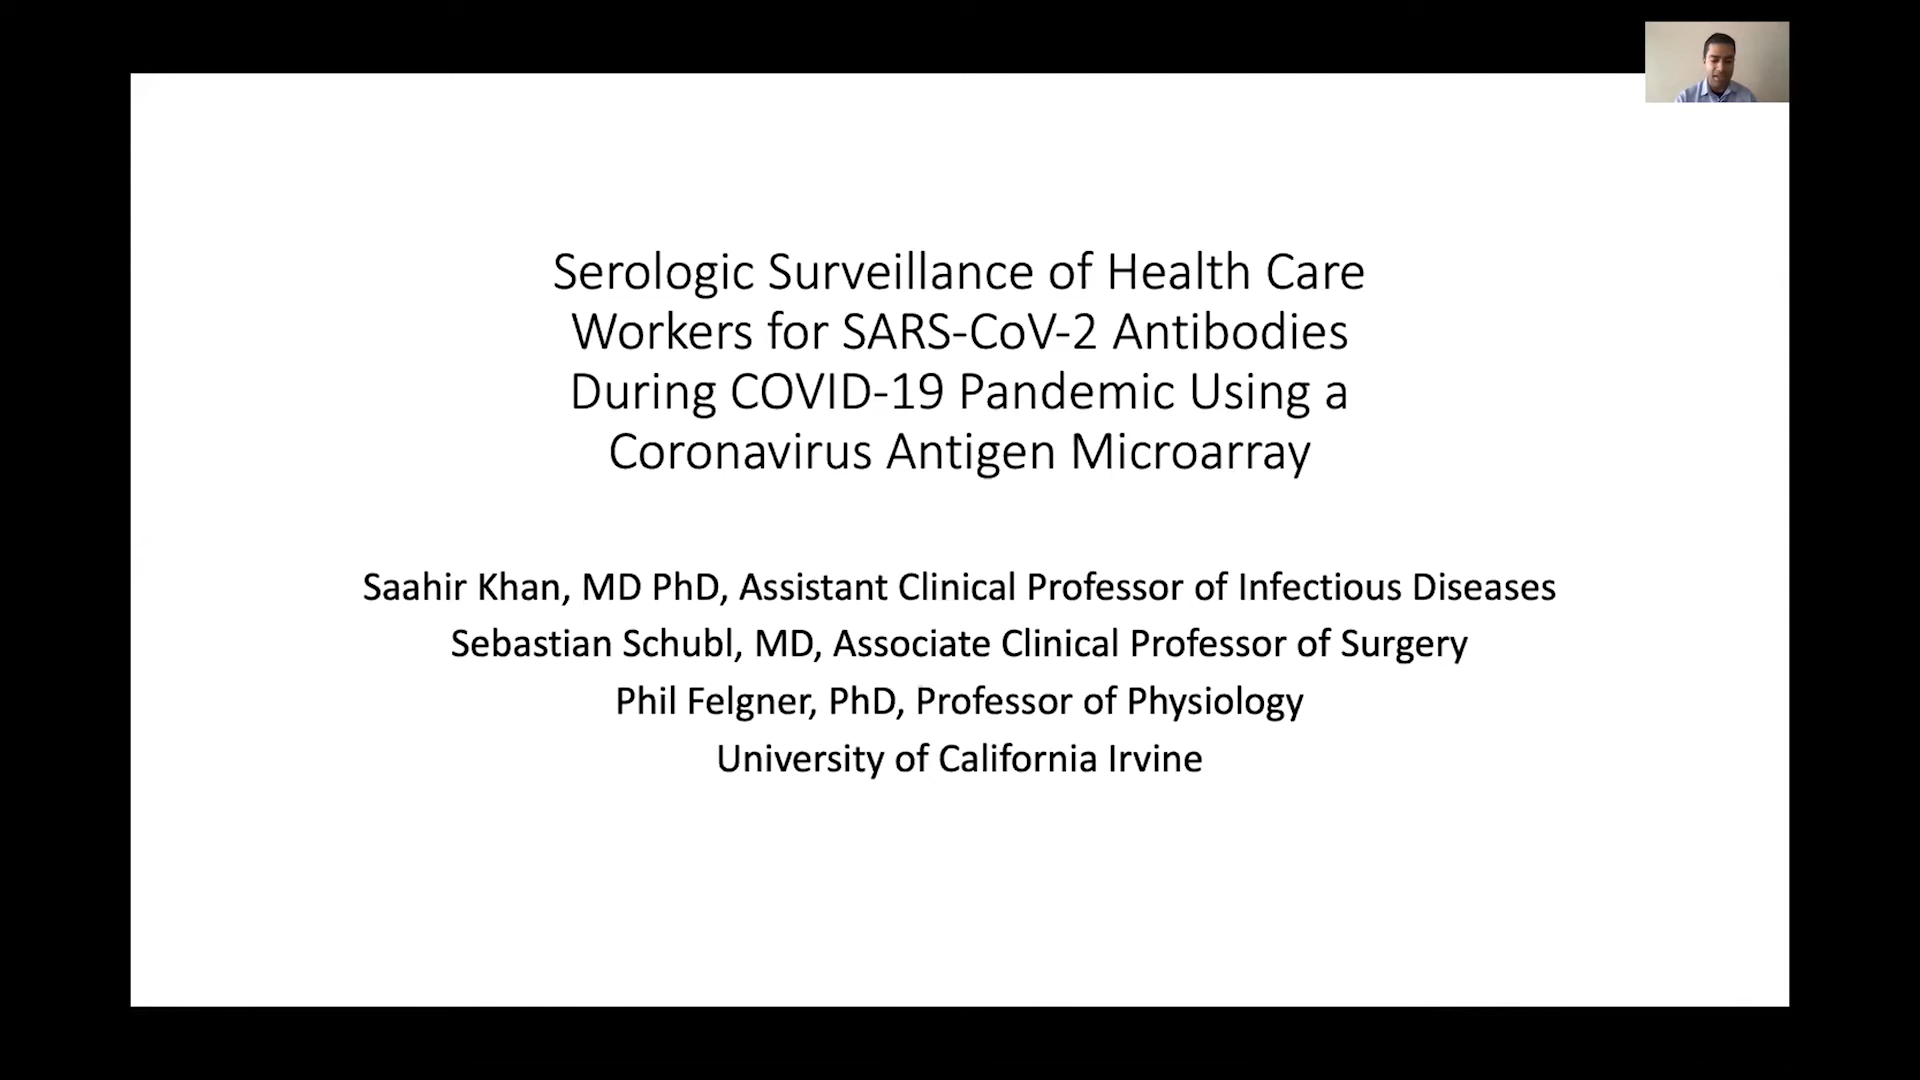 Serologic Surveillance of Health Care
Workers for SARS-CoV-2 Antibodies
During COVID-19 Pandemic Using a
Coronavirus Antigen Microarray
Saahir Khan, MD PhD, Assistant Clinical Professor of Infectious Diseases
Sebastian Schubl, MD, Associate Clinical Professor of Surgery
Phil Felgner, PhD, Professor of Physiology
University of California Irvine